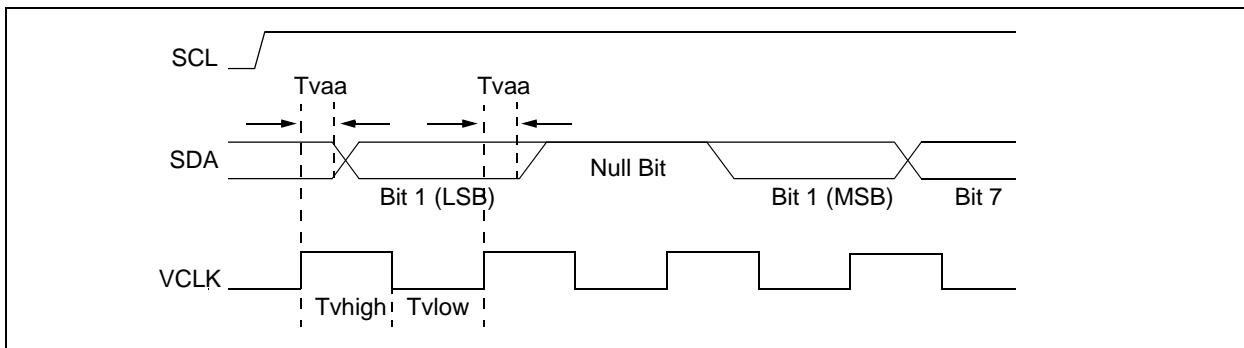 SCL
Tvaa Tvaa
SDA
Null Bit
Bit 1 (LSB) Bit 1 (MSB) Bit 7
VCLK
Tvhigh Tvlow